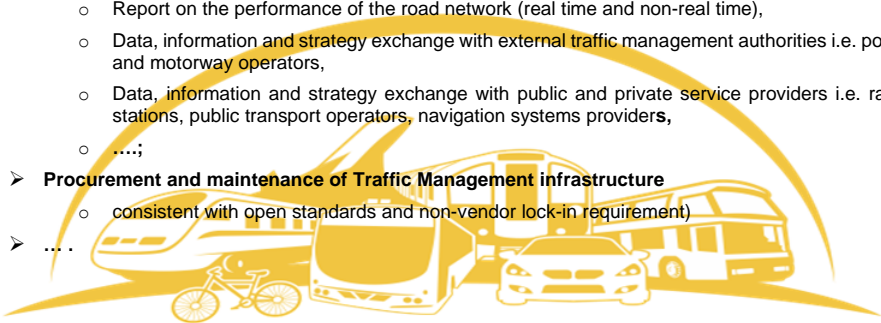 o Report on the performance of the road network (real time and non-real time),
o Data, information and strategy exchange with external traffic management authorities i.e. po
and motorway operators,
o Data, information and strategy exchange with public and private service providers i.e. ra
stations, public transport operators, navigation systems providers,
o ….;
➢ Procurement and maintenance of Traffic Management infrastructure
o consistent with open standards and non-vendor lock-in requirement)
➢ … .